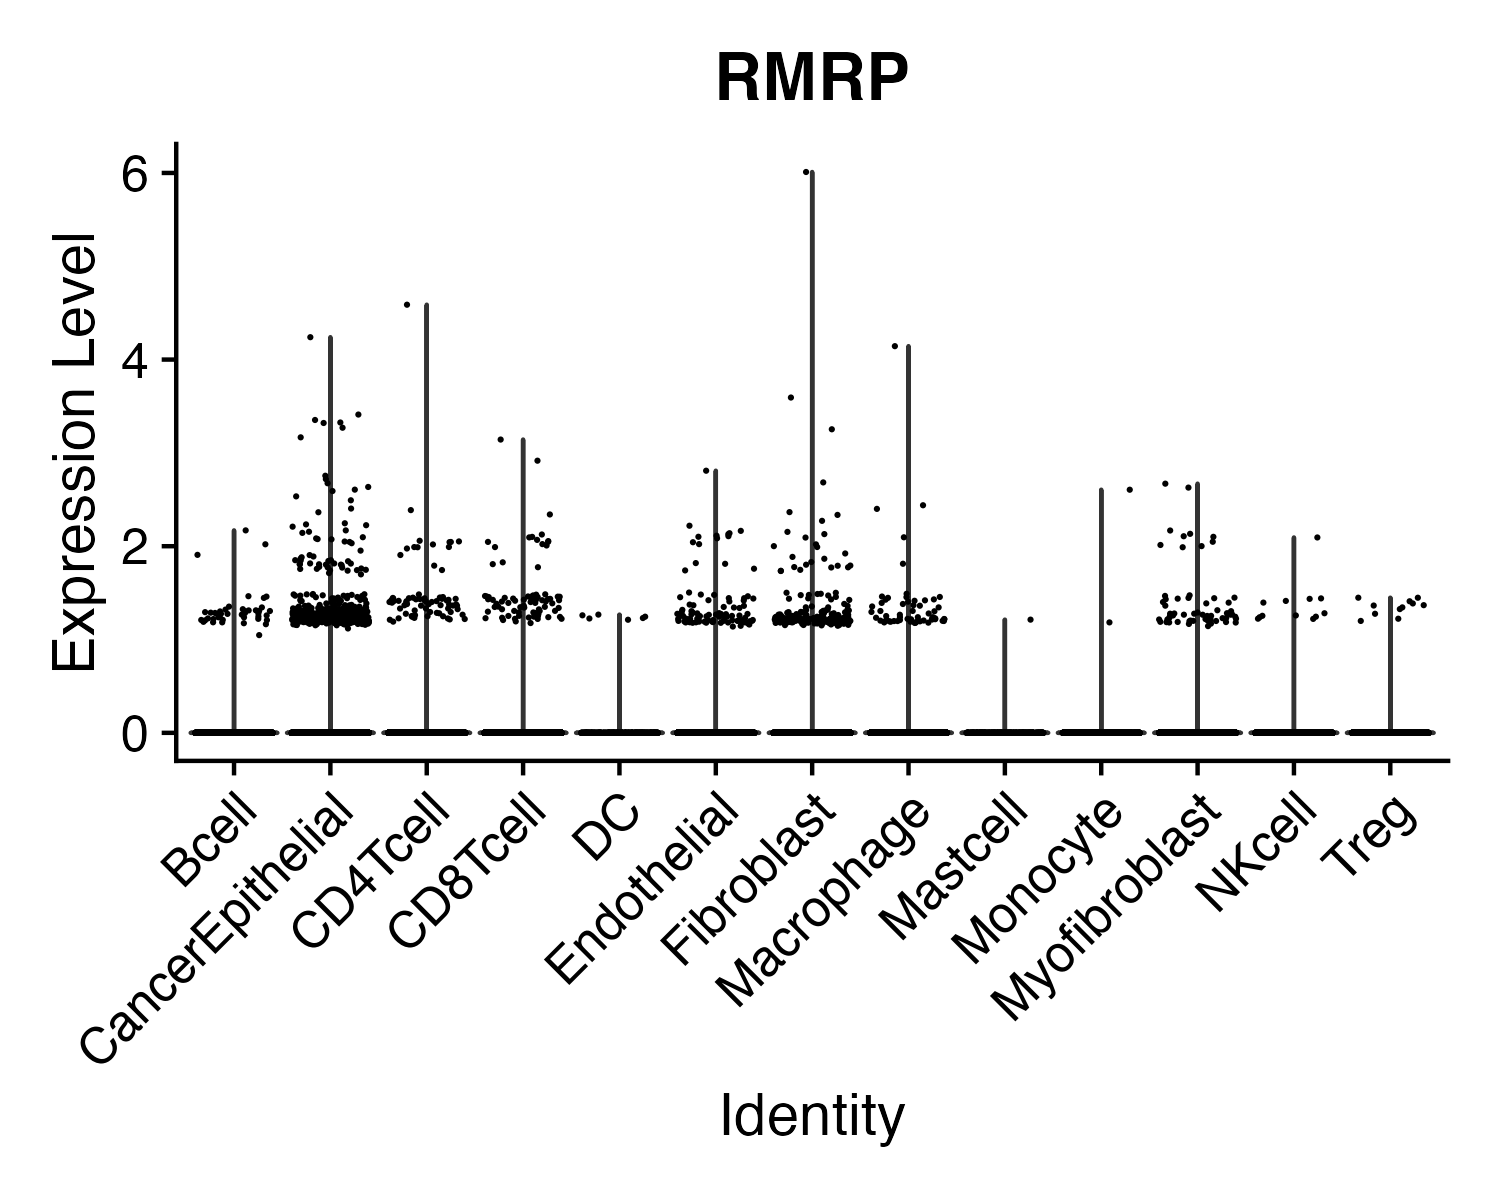 RMRP
Expression Level
6
4
2
0
Bcell
CancerEpithelial
CD4Tcell
CD8Tcell
DC
Endothelial
Fibroblast
Macrophage
Mastcell
Monocyte
Myofibroblast
NKcell
Treg
Identity